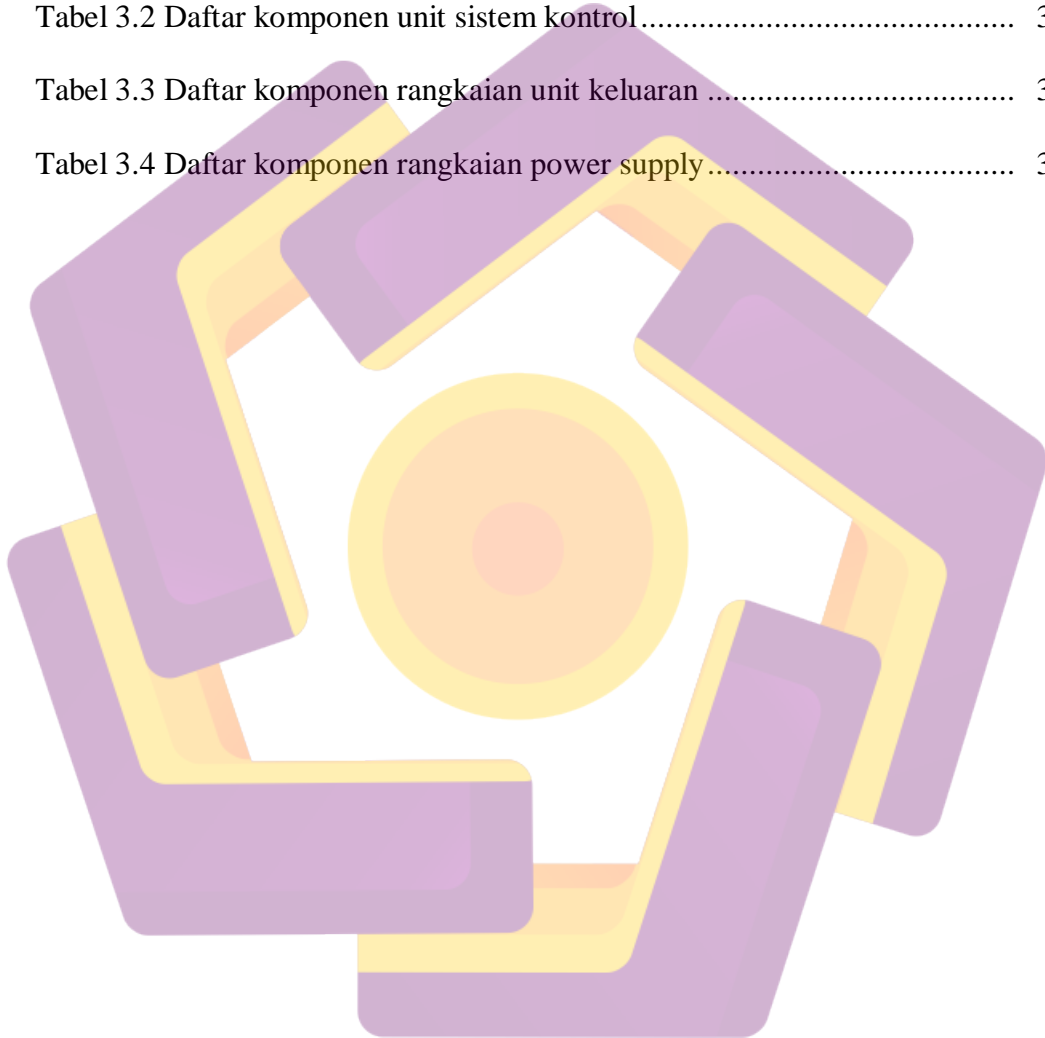 Tabel 3.2 Daftar komponen unit sistem kontrol....................................... 3
Tabel 3.3 Daftar komponen rangkaian unit keluaran ................................ 3
Tabel 3.4 Daftar komponen rangkaian power supply................................ 3